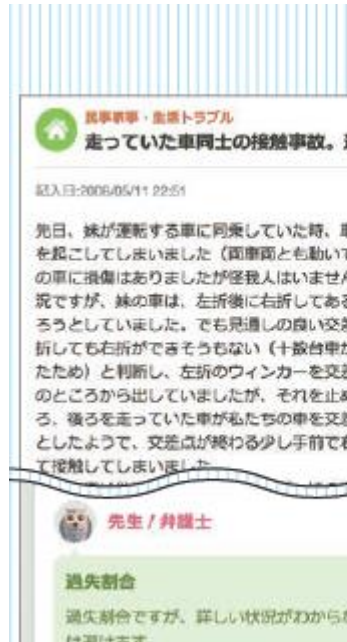 民事家事・生活トラブル
走っていた車同士の接触事故。
記入日:2006/05/11 22:51
先日、妹が運転する車に同乗していた時、
を起こしてしまいました（両車両とも動いて
の車に損傷はありましたが怪我人はいません
況ですが、妹の車は、左折後に右折してある
ろうとしていました。でも見通しの良い交差
折しても右折ができそうもない（十数台車が
たため）と判断し、左折のウィンカーを交差
のところから出していましたが、それを止め
ろ、後ろを走っていた車が私たちの車を交差
としたようで、交差点が終わる少し手前で右
て接触してしまいました
先生 / 弁護士
過失割合
過失割合ですが、詳しい状況がわからな
は避けます